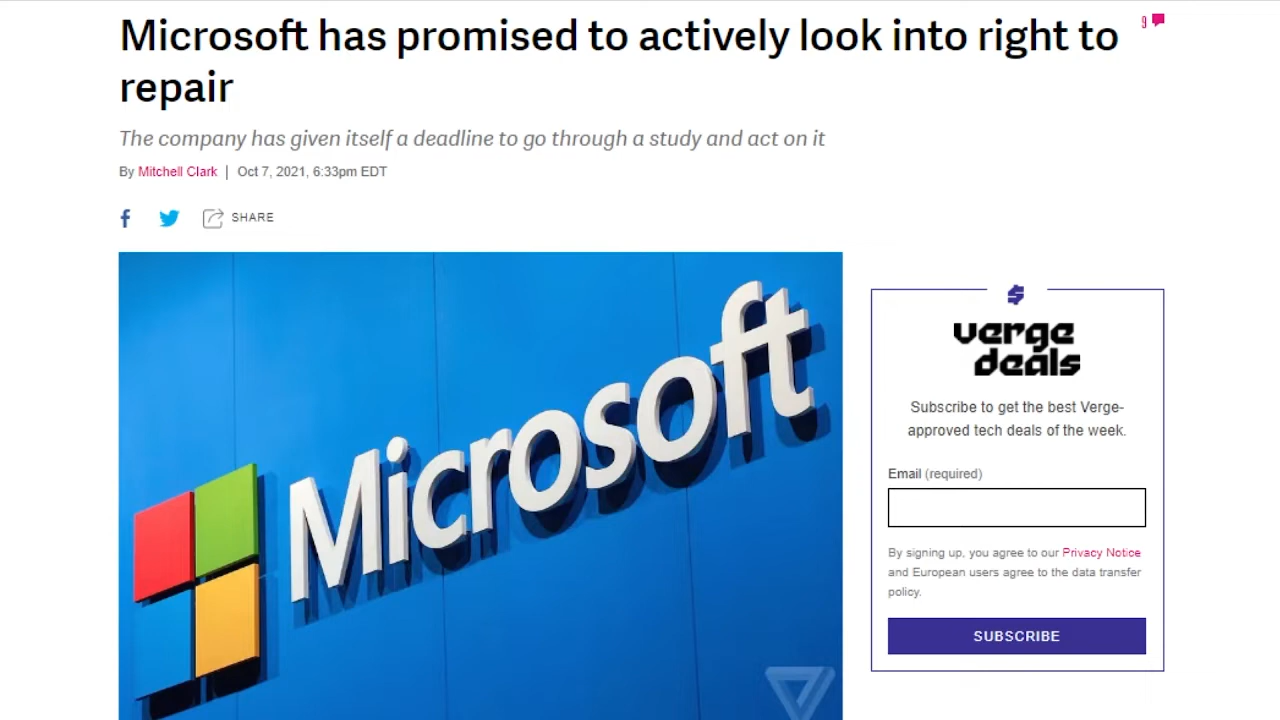 Microsoft has promised to actively look into right to
repair
9
The company has given itself a deadline to go through a study and act on it
By Mitchell Clark | Oct 7, 2021, 6:33pm EDT
SHARE
Microsoft
verge
deals
Subscribe to get the best Verge-
approved tech deals of the week.
Email (required)
By signing up, you agree to our Privacy Notice
and European users agree to the data transfer
policy.
SUBSCRIBE